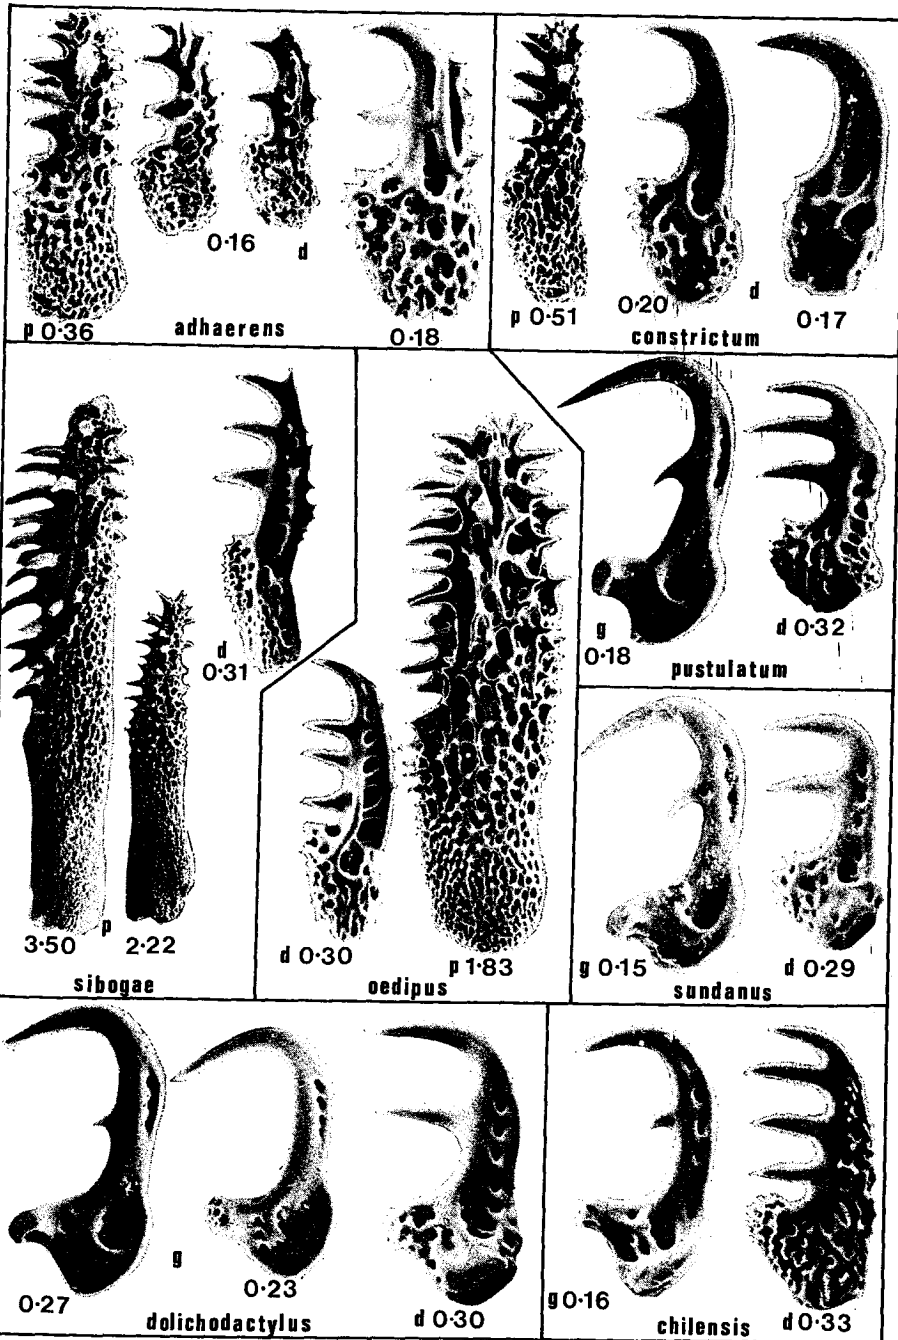 0·16
d
p 0·36
adhaerens
0·18
p 0·51
0·20
d
0·17
constrictum
d
0·31
3·50
p
2·22
sibogae
d 0·30
p 1·83
oedipus
g
0·18
d 0·32
pustulatum
g 0·15
d 0·29
sundanus
0·27
g
0·23
d 0·30
dolichodactylus
g 0·16
d 0·33
chilensis